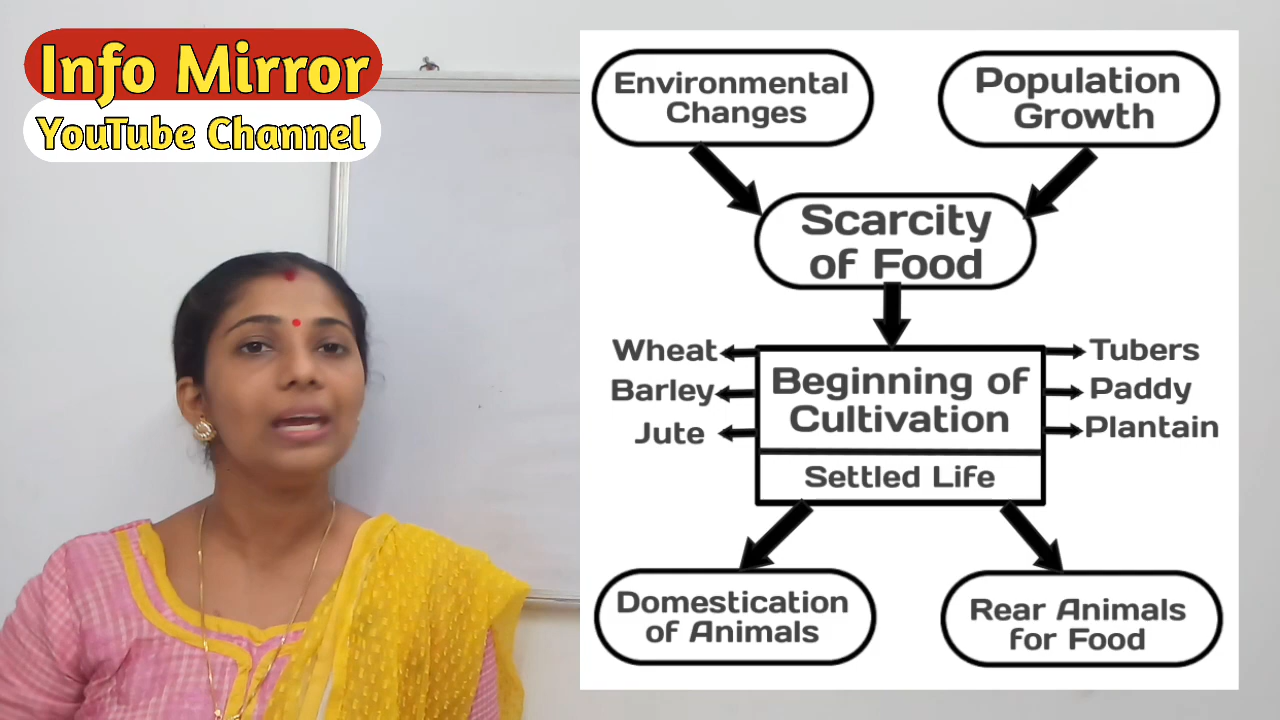 Info Mirror
YouTube Channel
Environmental
Changes
Population
Growth
Scarcity
of Food
Wheat
Barley
Jute
Beginning of
Cultivation
Settled Life
Tubers
Paddy
Plantain
Domestication
of Animals
Rear Animals
for Food